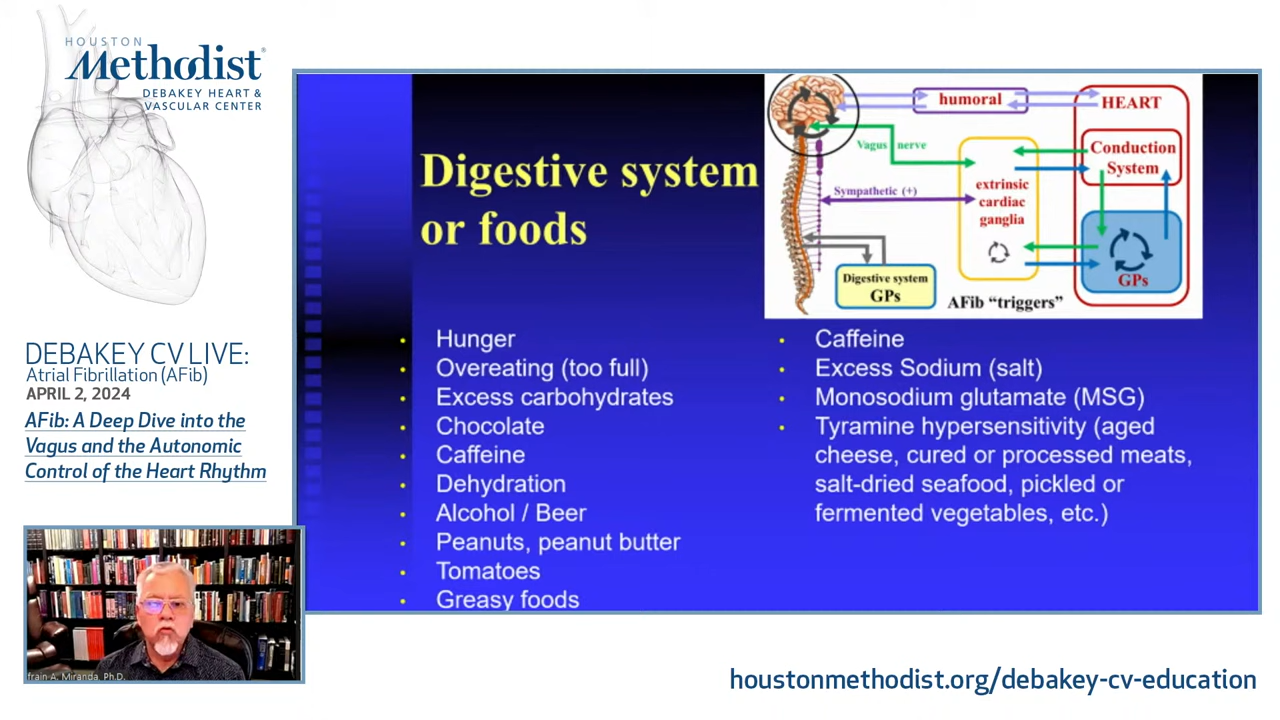 HOUSTON
Methodist®
DEBAKEY HEART &
VASCULAR CENTER
DEBAKEY CV LIVE:
Atrial Fibrillation (AFib)
APRIL 2, 2024
AFib: A Deep Dive into the
Vagus and the Autonomic
Control of the Heart Rhythm
frain A. Miranda, Ph.D.
Digestive system
or foods
humoral
HEART
Vagus nerve
Conduction
System
Sympathetic (+)
extrinsic
cardiac
ganglia
Digestive system
GPs
AFib “triggers”
GPs
• Hunger
• Overeating (too full)
• Excess carbohydrates
• Chocolate
• Caffeine
• Dehydration
• Alcohol / Beer
• Peanuts, peanut butter
• Tomatoes
• Greasy foods
• Caffeine
• Excess Sodium (salt)
• Monosodium glutamate (MSG)
• Tyramine hypersensitivity (aged
cheese, cured or processed meats,
salt-dried seafood, pickled or
fermented vegetables, etc.)
houstonmethodist.org/debakey-cv-education